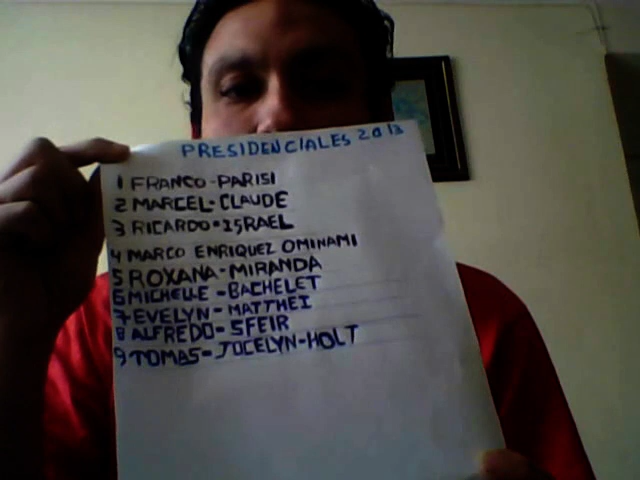 PRESIDENCIALES 2013
1 FRANCO-PARISI
2 MARCEL-CLAUDE
3 RICARDO-ISRAEL
4 MARCO ENRIQUEZ OMINAMI
5 ROXANA-MIRANDA
6 MICHELLE-BACHELET
7 EVELYN-MATTHEI
8 ALFREDO-SFEIR
9 TOMAS-JOCELYN-HOLT